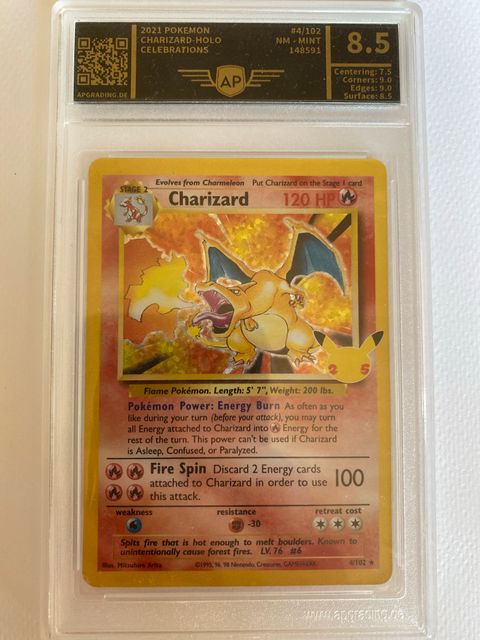 2021 POKEMON
CHARIZARD-HOLO
CELEBRATIONS
APGRADING.DE
AP
#4/102
NM - MINT
148591
8.5
Centering: 7.5
Corners: 9.0
Edges: 9.0
Surface: 8.5
STAGE 2
Evolves from Charmeleon Put Charizard on the Stage 1 card
Charizard 120 HP
25
Flame Pokémon. Length: 5' 7", Weight: 200 lbs.
Pokémon Power: Energy Burn As often as you
like during your turn (before your attack), you may turn
all Energy attached to Charizard into Energy for the
rest of the turn. This power can't be used if Charizard
is Asleep, Confused, or Paralyzed.
Fire Spin Discard 2 Energy cards
attached to Charizard in order to use
this attack.
100
weakness resistance retreat cost
-30
Spits fire that is hot enough to melt boulders. Known to
unintentionally cause forest fires. LV. 76 #6
Illus. Mitsuhiro Arita ©1995, 96, 98 Nintendo, Creatures, GAMEFREAK. 4/102 ★
www.apgrading.de